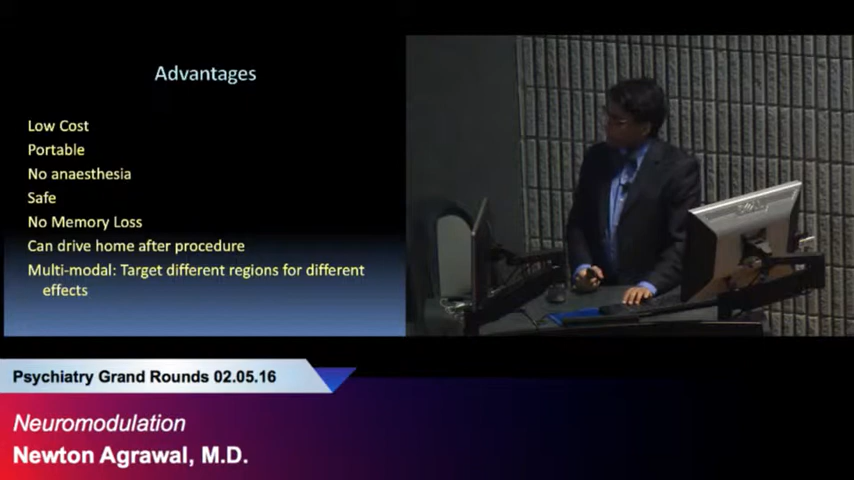 Advantages
Low Cost
Portable
No anaesthesia
Safe
No Memory Loss
Can drive home after procedure
Multi-modal: Target different regions for different
effects
Psychiatry Grand Rounds 02.05.16
Neuromodulation
Newton Agrawal, M.D.